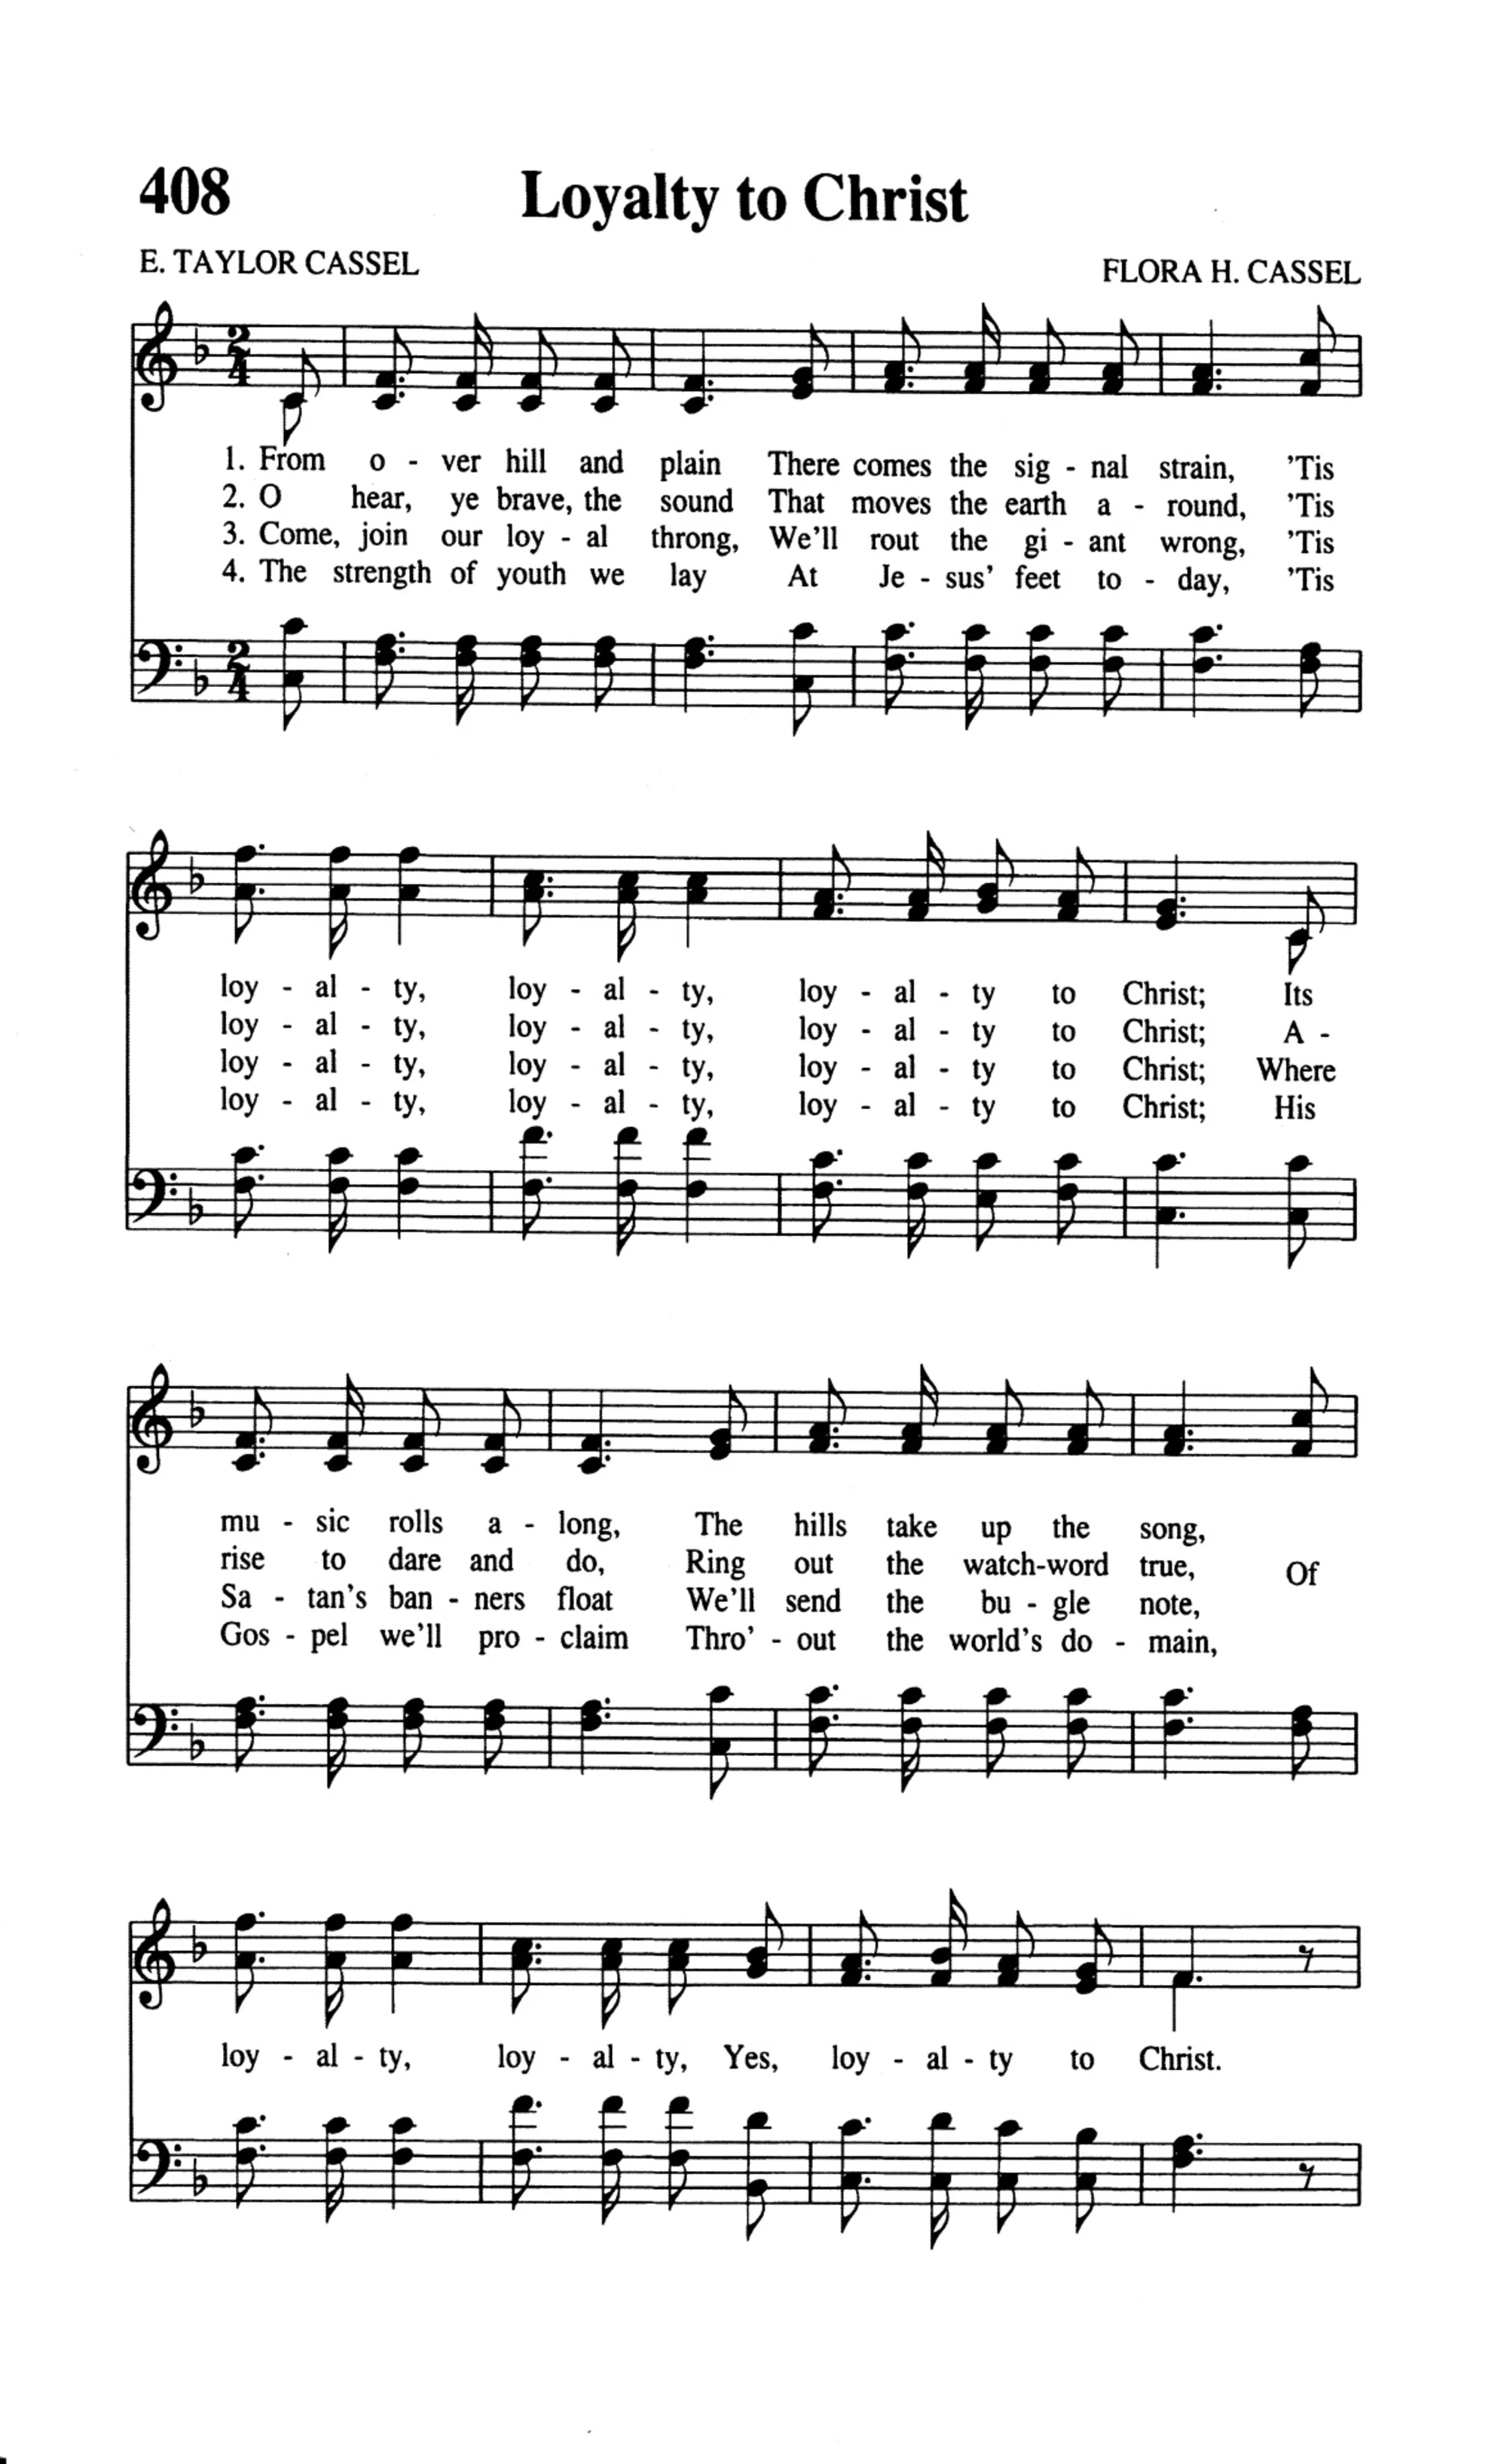 408 Loyalty to Christ
E. TAYLOR CASSEL FLORA H. CASSEL
2/4
1. From o - ver hill and plain There comes the sig - nal strain, ’Tis
2. O hear, ye brave, the sound That moves the earth a - round, ’Tis
3. Come, join our loy - al throng, We’ll rout the gi - ant wrong, ’Tis
4. The strength of youth we lay At Je - sus’ feet to - day, ’Tis
2/4
loy - al - ty, loy - al - ty, loy - al - ty to Christ; Its
loy - al - ty, loy - al - ty, loy - al - ty to Christ; A -
loy - al - ty, loy - al - ty, loy - al - ty to Christ; Where
loy - al - ty, loy - al - ty, loy - al - ty to Christ; His
mu - sic rolls a - long, The hills take up the song,
rise to dare and do, Ring out the watch-word true, Of
Sa - tan’s ban - ners float We’ll send the bu - gle note,
Gos - pel we’ll pro - claim Thro’ - out the world’s do - main,
loy - al - ty, loy - al - ty, Yes, loy - al - ty to Christ.